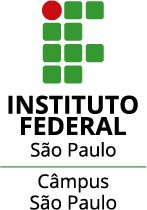 INSTITUTO
FEDERAL
São Paulo
Câmpus
São Paulo